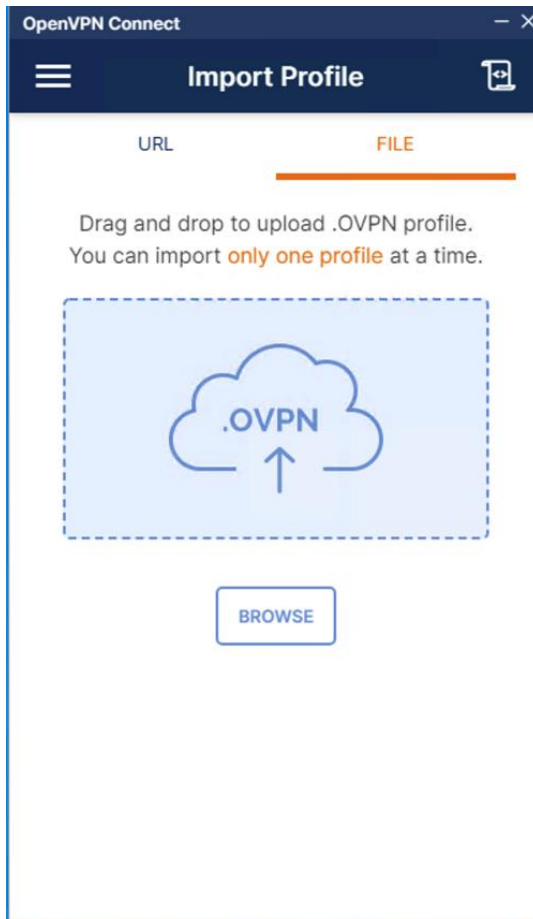 OpenVPN Connect
Import Profile
URL
FILE
Drag and drop to upload .OVPN profile.
You can import only one profile at a time.
.OVPN
BROWSE